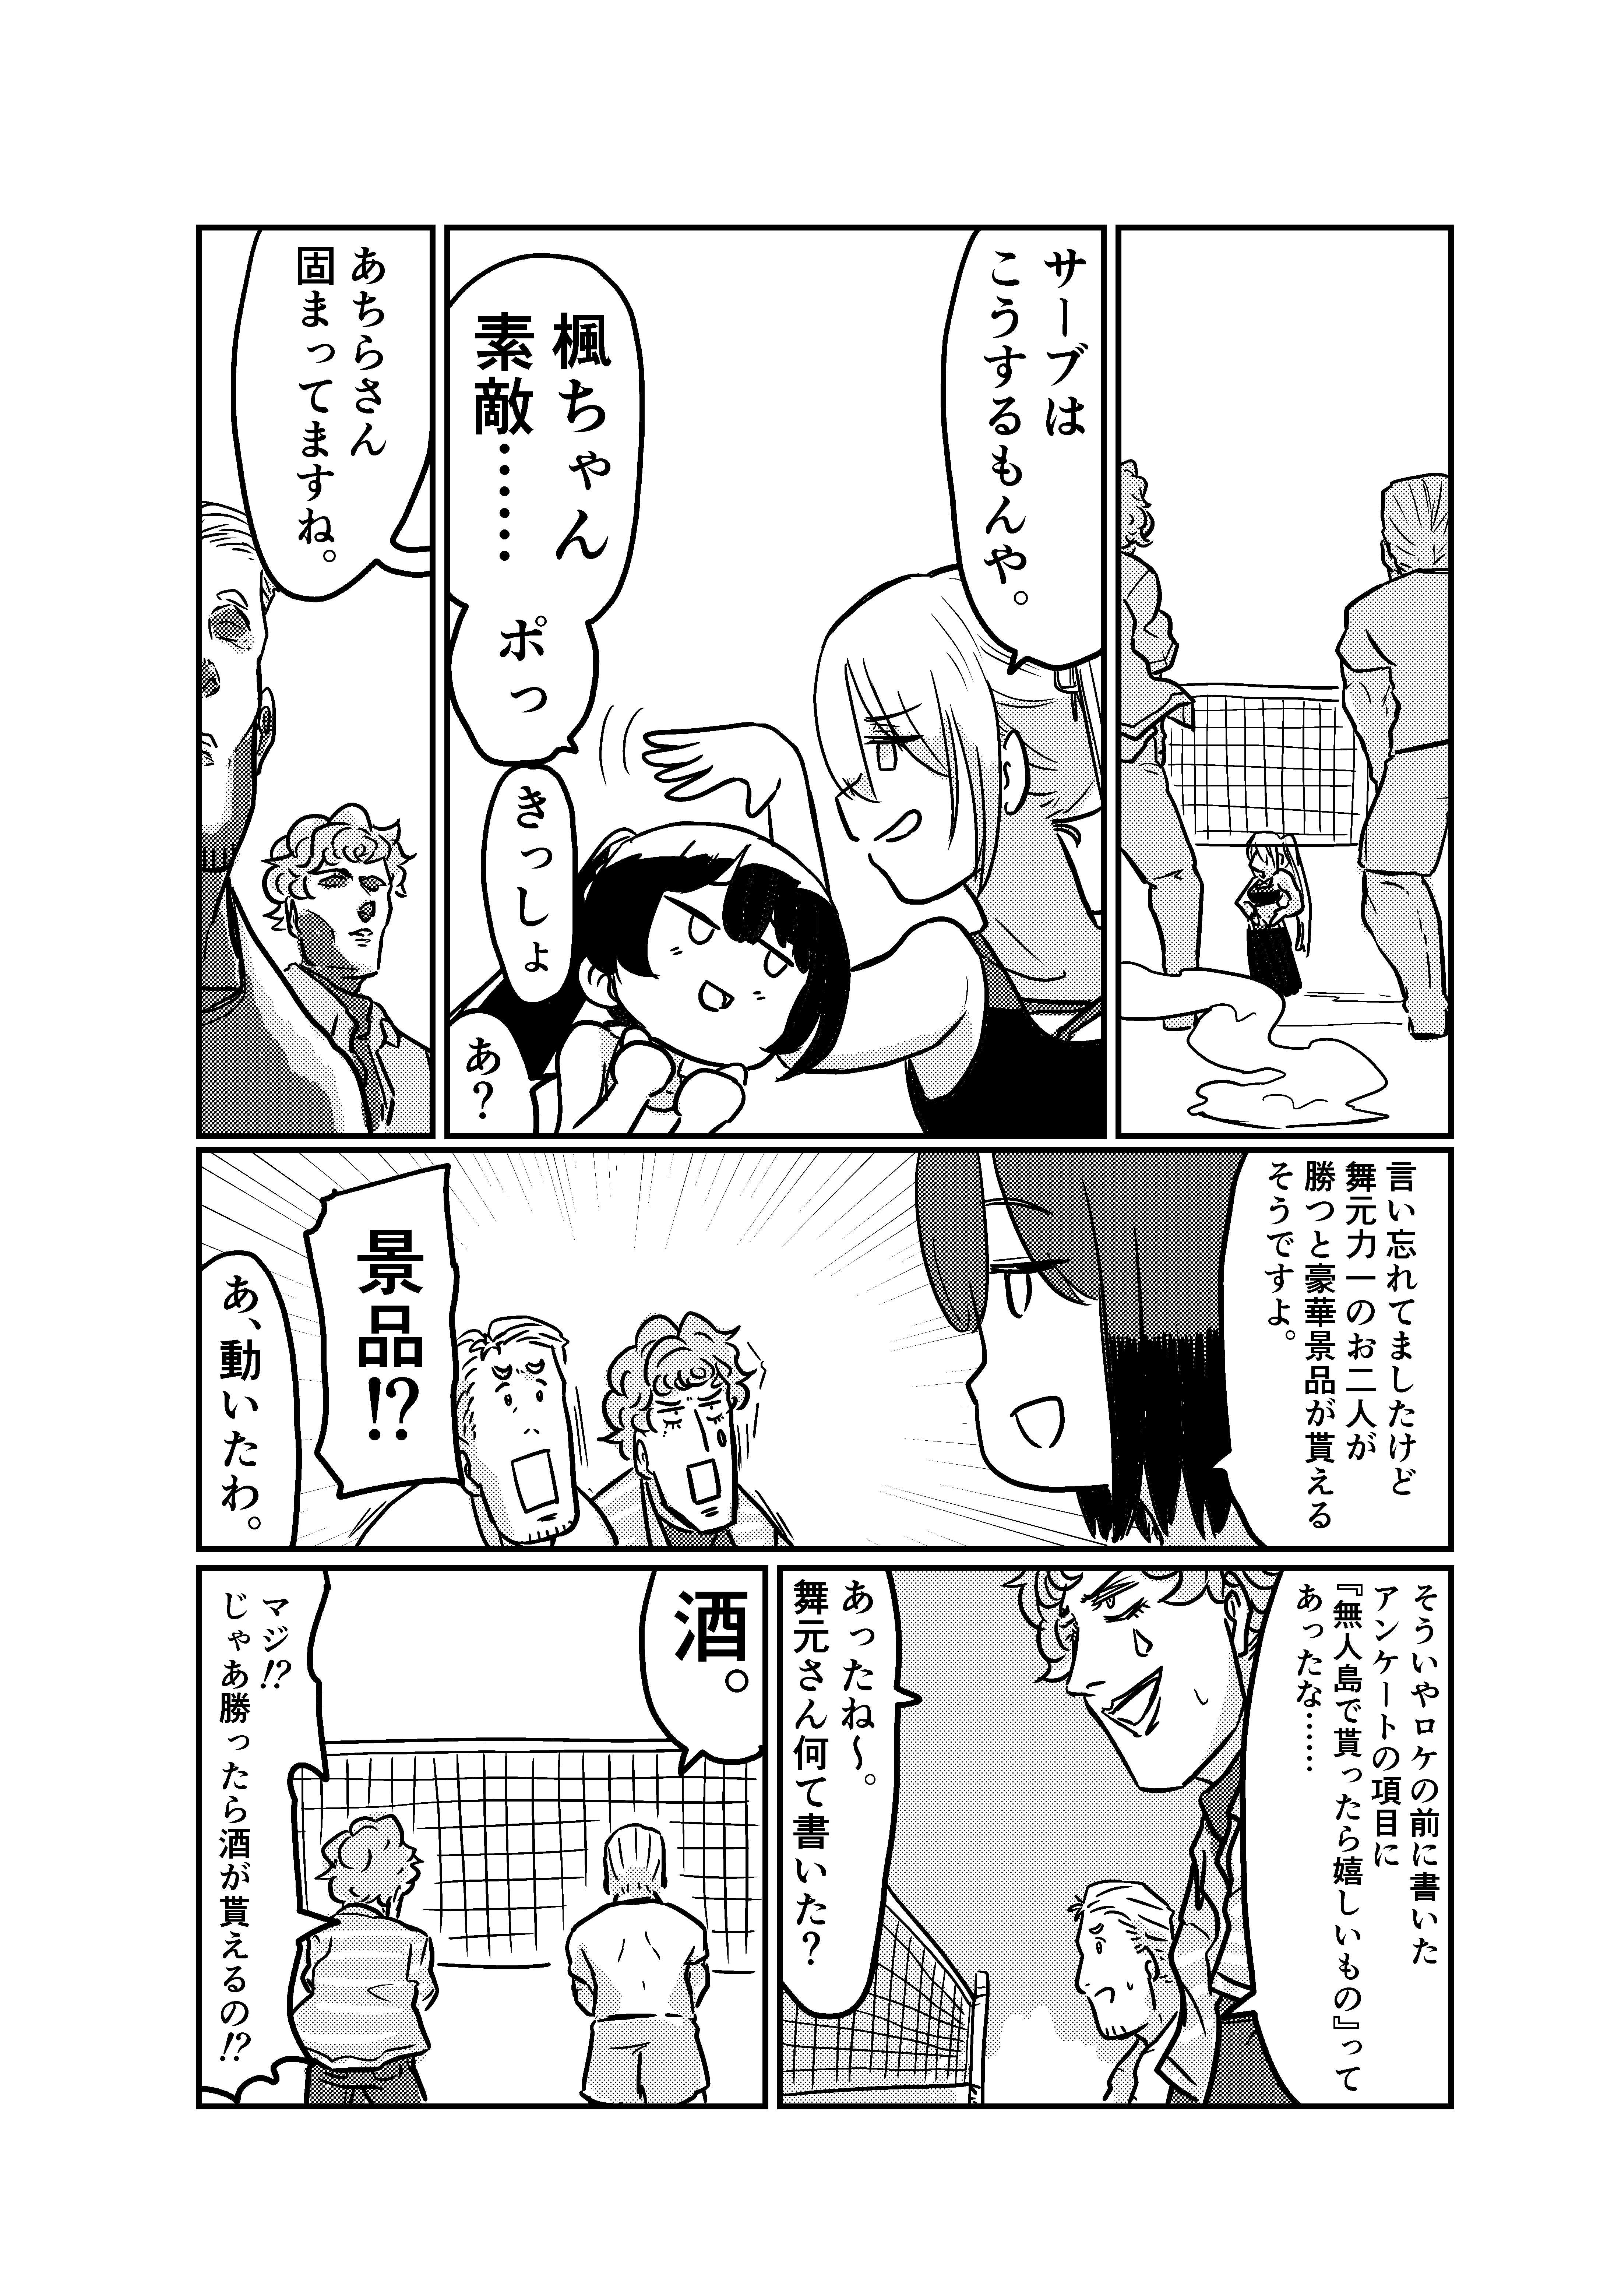 サーブは
こうするもんや。
楓ちゃん
素敵……
ポっ
きっしょ
あ?
あちらさん
固まってますね。
言い忘れてましたけど
舞元力一のお二人が
勝つと豪華景品が貰える
そうですよ。
景品!?
あ、動いたわ。
そういやロケの前に書いた
アンケートの項目に
『無人島で貰ったら嬉しいもの』って
あったな……
あったね〜。
舞元さん何て書いた?
酒。
マジ!?
じゃあ勝ったら酒が貰えるの!?